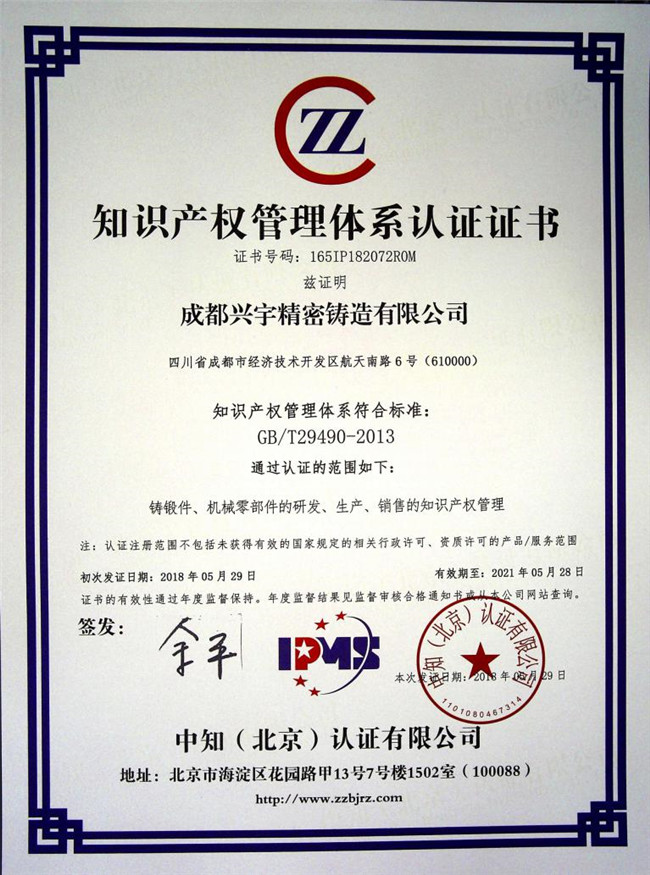 ZZ
知识产权管理体系认证证书
证书号码：165IP182072R0M
兹证明
成都兴宇精密铸造有限公司
四川省成都市经济技术开发区航天南路6号（610000）
知识产权管理体系符合标准：
GB/T29490-2013
通过认证的范围如下：
铸锻件、机械零部件的研发、生产、销售的知识产权管理
注：认证注册范围不包括未获得有效的国家规定的相关行政许可、资质许可的产品/服务范围
初次发证日期：2018年05月29日
有效期至：2021年05月28日
证书的有效性通过年度监督保持。年度监督结果见监督审核合格通知书或从本公司网站查询。
签发：
IPMS
中知（北京）认证有限公司
1101080467314
本次发证日期：2018年05月29日
中知（北京）认证有限公司
地址：北京市海淀区花园路甲13号7号楼1502室（100088）
http://www.zzbjrz.com